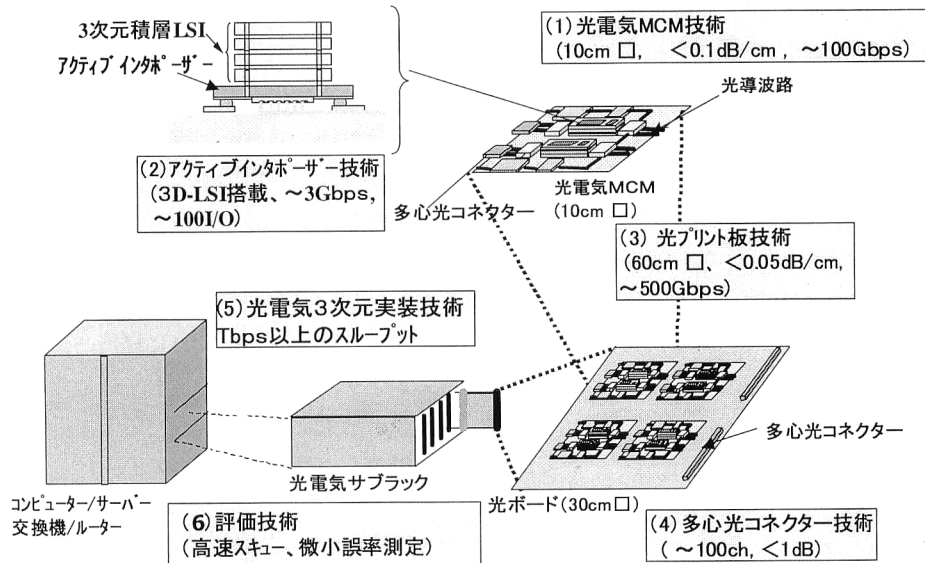 3次元積層LSI
アクティブインタポーザー
(1) 光電気MCM技術
(10cm □,　<0.1dB/cm , ～100Gbps)
光導波路
(2)アクティブインタポーザー技術
(3D-LSI搭載、～3Gbps,
～100I/O)
光電気MCM
(10cm □)
多心光コネクター
(3) 光プリント板技術
(60cm □、<0.05dB/cm,
～500Gbps)
(5)光電気3次元実装技術
Tbps以上のスループット
多心光コネクター
光電気サブラック
光ボード(30cm□)
コンピューター/サーバー
交換機/ルーター
(6)評価技術
(高速スキュー、微小誤率測定)
(4)多心光コネクター技術
( ～100ch, <1dB)